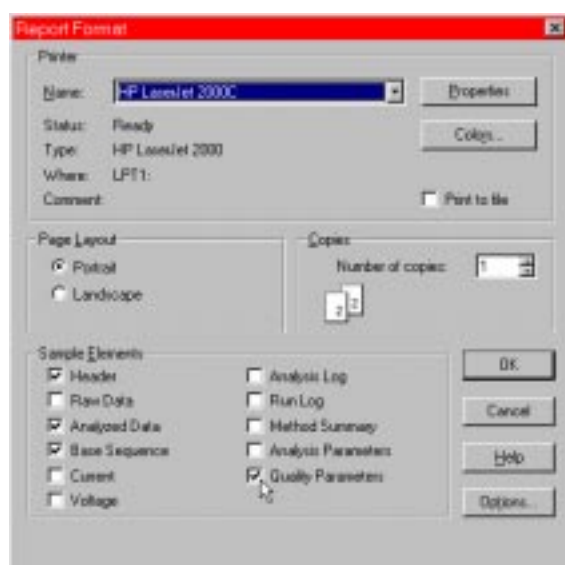 Report Format
Printer
Name: HP LaserJet 2000C
Properties
Status: Ready
Colors...
Type: HP LaserJet 2000
Where: LPT1:
Comment:
Print to file
Page Layout
Portrait
Landscape
Copies
Number of copies: 1
Sample Elements
Header
Analysis Log
Raw Data
Run Log
Analyzed Data
Method Summary
Base Sequence
Analysis Parameters
Current
Quality Parameters
Voltage
OK
Cancel
Help
Options...